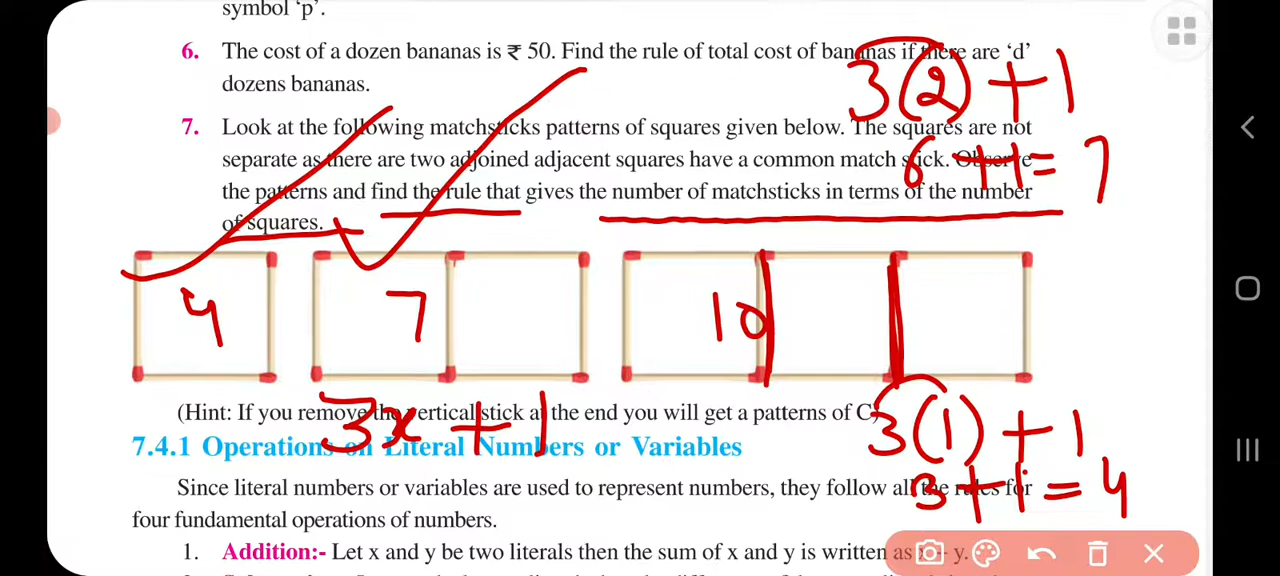 symbol ‘p’.
6. The cost of a dozen bananas is ₹ 50. Find the rule of total cost of bananas if there are ‘d’
dozens bananas.
3(2)+1
7. Look at the following matchsticks patterns of squares given below. The squares are not
separate as there are two adjoined adjacent squares have a common match stick. Observe
6+1=7
the patterns and find the rule that gives the number of matchsticks in terms of the number
of squares.
4 7 10
(Hint: If you remove the vertical stick at the end you will get a patterns of C)
3x+1
3(1)+1
7.4.1 Operations on Literal Numbers or Variables
Since literal numbers or variables are used to represent numbers, they follow all the rules for
3+1=4
four fundamental operations of numbers.
1. Addition:- Let x and y be two literals then the sum of x and y is written as y.